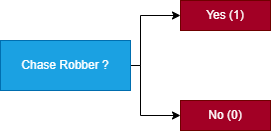 Yes (1)
Chase Robber ?
No (0)